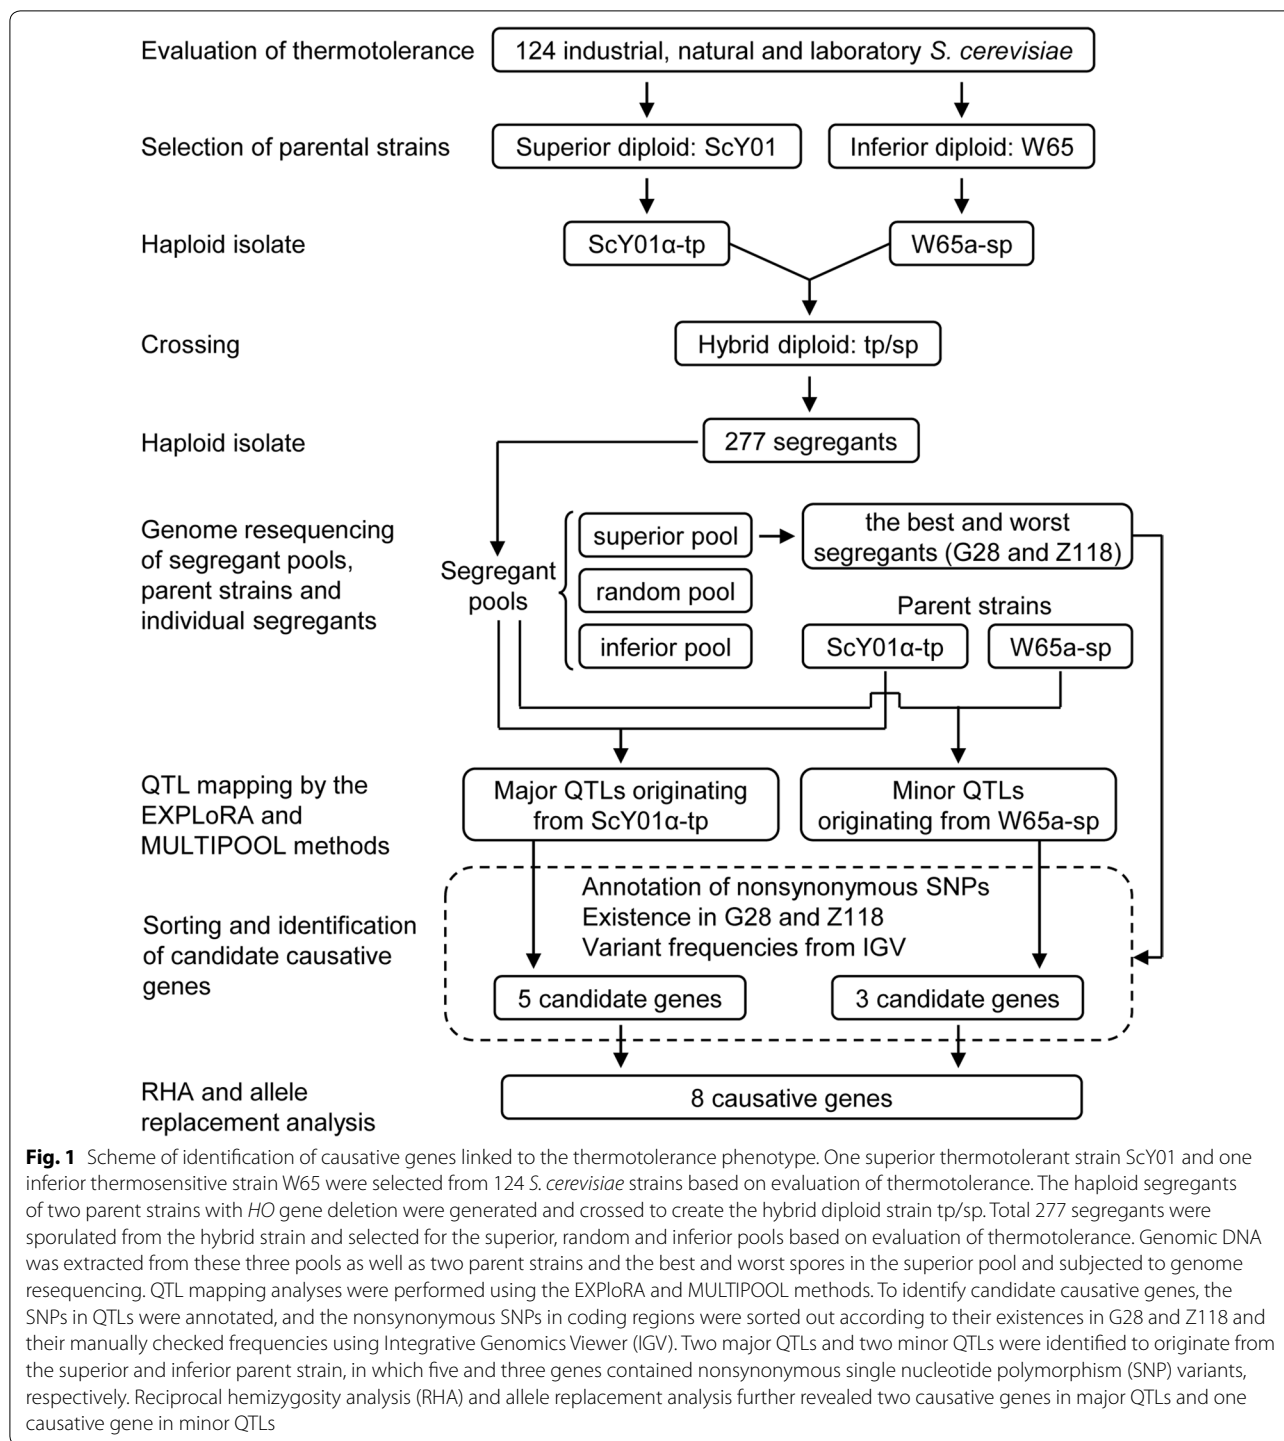 Evaluation of thermotolerance
124 industrial, natural and laboratory S. cerevisiae
Selection of parental strains
Superior diploid: ScY01
Inferior diploid: W65
Haploid isolate
ScY01α-tp
W65a-sp
Crossing
Hybrid diploid: tp/sp
Haploid isolate
277 segregants
Genome resequencing
of segregant pools,
parent strains and
individual segregants
Segregant
pools
superior pool
random pool
inferior pool
the best and worst
segregants (G28 and Z118)
Parent strains
ScY01α-tp
W65a-sp
QTL mapping by the
EXPLoRA and
MULTIPOOL methods
Major QTLs originating
from ScY01α-tp
Minor QTLs
originating from W65a-sp
Sorting and identification
of candidate causative
genes
Annotation of nonsynonymous SNPs
Existence in G28 and Z118
Variant frequencies from IGV
5 candidate genes
3 candidate genes
RHA and allele
replacement analysis
8 causative genes
Fig. 1 Scheme of identification of causative genes linked to the thermotolerance phenotype. One superior thermotolerant strain ScY01 and one
inferior thermosensitive strain W65 were selected from 124 S. cerevisiae strains based on evaluation of thermotolerance. The haploid segregants
of two parent strains with HO gene deletion were generated and crossed to create the hybrid diploid strain tp/sp. Total 277 segregants were
sporulated from the hybrid strain and selected for the superior, random and inferior pools based on evaluation of thermotolerance. Genomic DNA
was extracted from these three pools as well as two parent strains and the best and worst spores in the superior pool and subjected to genome
resequencing. QTL mapping analyses were performed using the EXPloRA and MULTIPOOL methods. To identify candidate causative genes, the
SNPs in QTLs were annotated, and the nonsynonymous SNPs in coding regions were sorted out according to their existences in G28 and Z118 and
their manually checked frequencies using Integrative Genomics Viewer (IGV). Two major QTLs and two minor QTLs were identified to originate from
the superior and inferior parent strain, in which five and three genes contained nonsynonymous single nucleotide polymorphism (SNP) variants,
respectively. Reciprocal hemizygosity analysis (RHA) and allele replacement analysis further revealed two causative genes in major QTLs and one
causative gene in minor QTLs